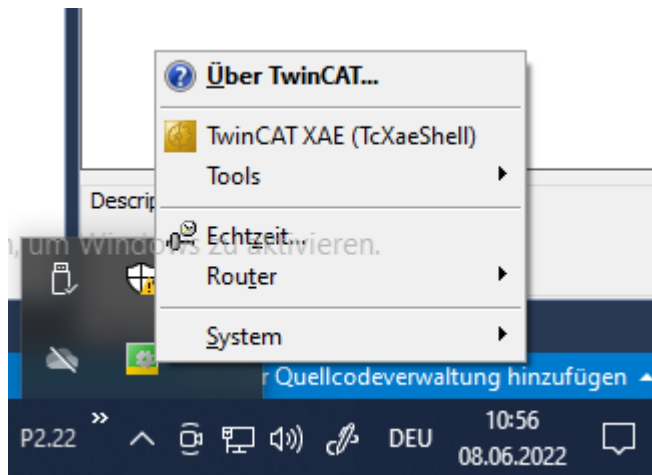 Über TwinCAT...
TwinCAT XAE (TcXaeShell)
Tools
Descrip
Echtzeit...
um Windows zu aktivieren.
Router
System
r Quellcodeverwaltung hinzufügen
P2.22
DEU
10:56
08.06.2022